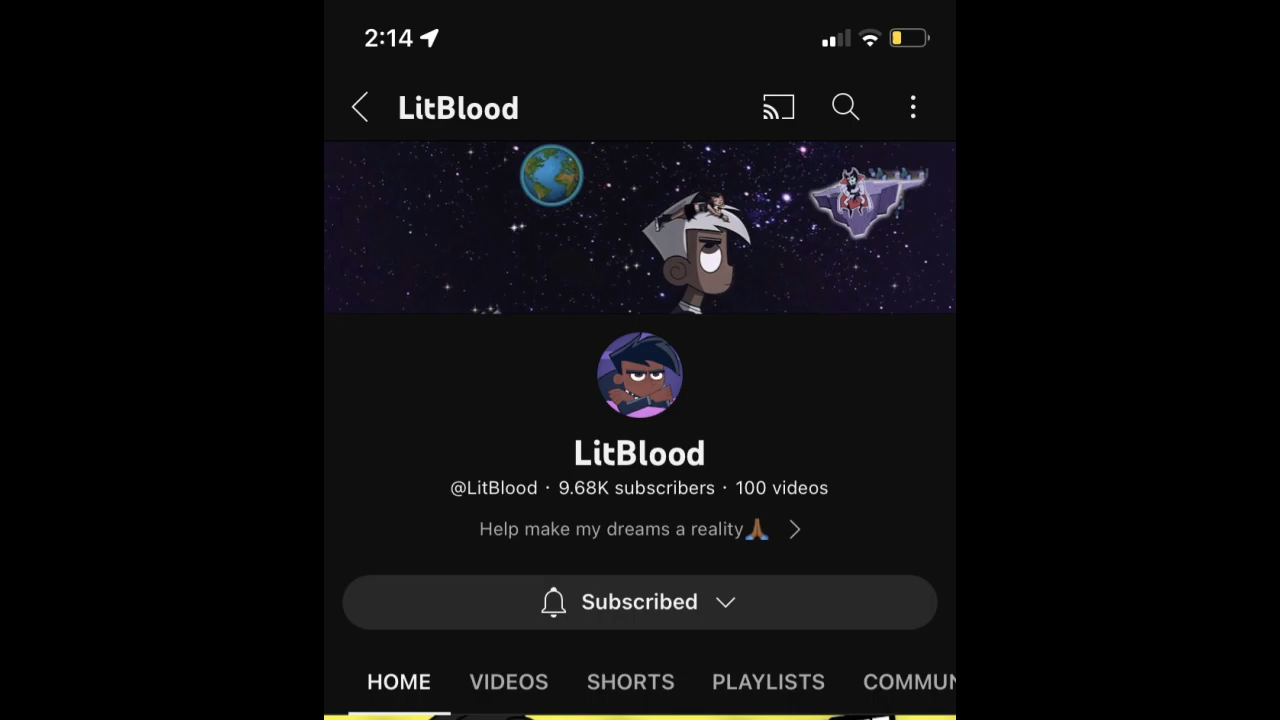 2:14
LitBlood
LitBlood
@LitBlood · 9.68K subscribers · 100 videos
Help make my dreams a reality🙏🏾
Subscribed
HOME VIDEOS SHORTS PLAYLISTS COMMUN